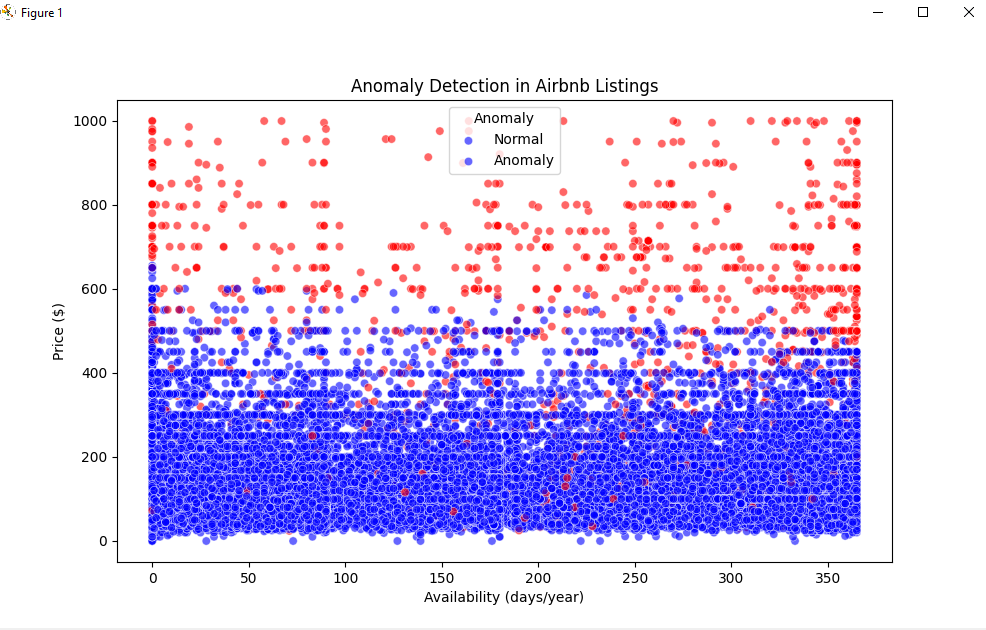 Figure 1
Anomaly Detection in Airbnb Listings
Anomaly
Normal
Anomaly
1000
800
600
400
200
0
Price ($)
0 50 100 150 200 250 300 350
Availability (days/year)